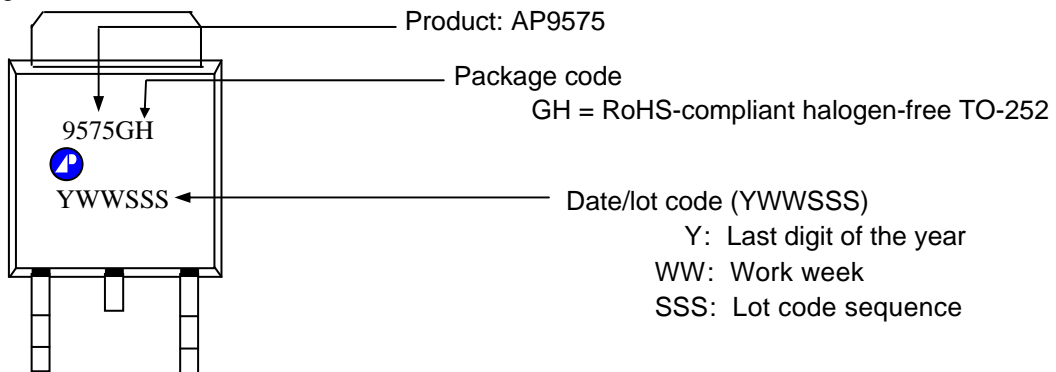 Product: AP9575
Package code
GH = RoHS-compliant halogen-free TO-252
9575GH
YWWSSS
Date/lot code (YWWSSS)
Y: Last digit of the year
WW: Work week
SSS: Lot code sequence